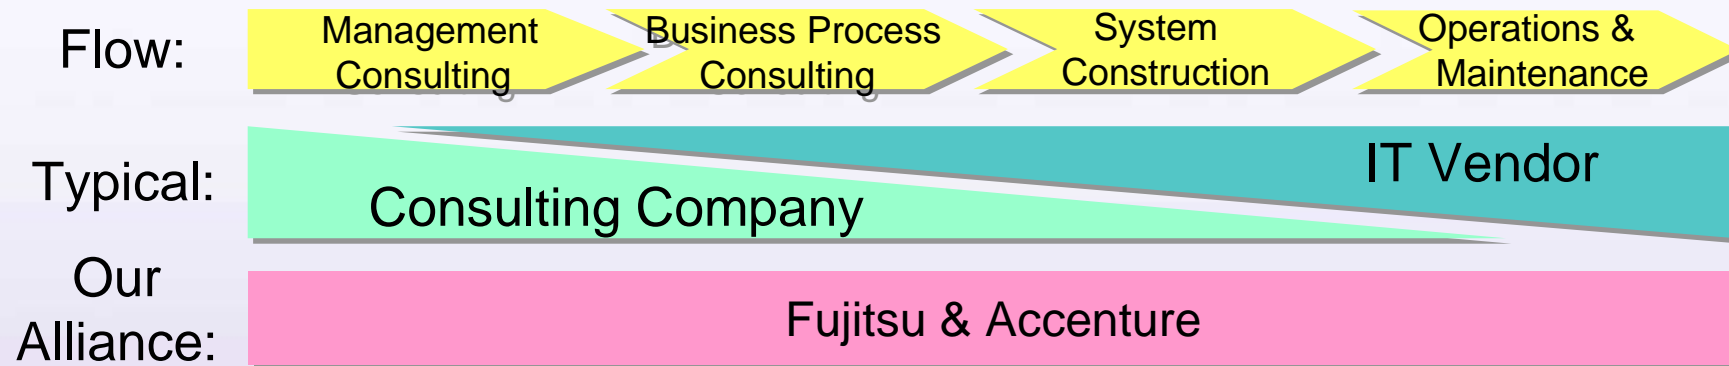 Flow:
Management
Consulting
Business Process
Consulting
System
Construction
Operations &
Maintenance
Typical:
Consulting Company
IT Vendor
Our
Alliance:
Fujitsu & Accenture